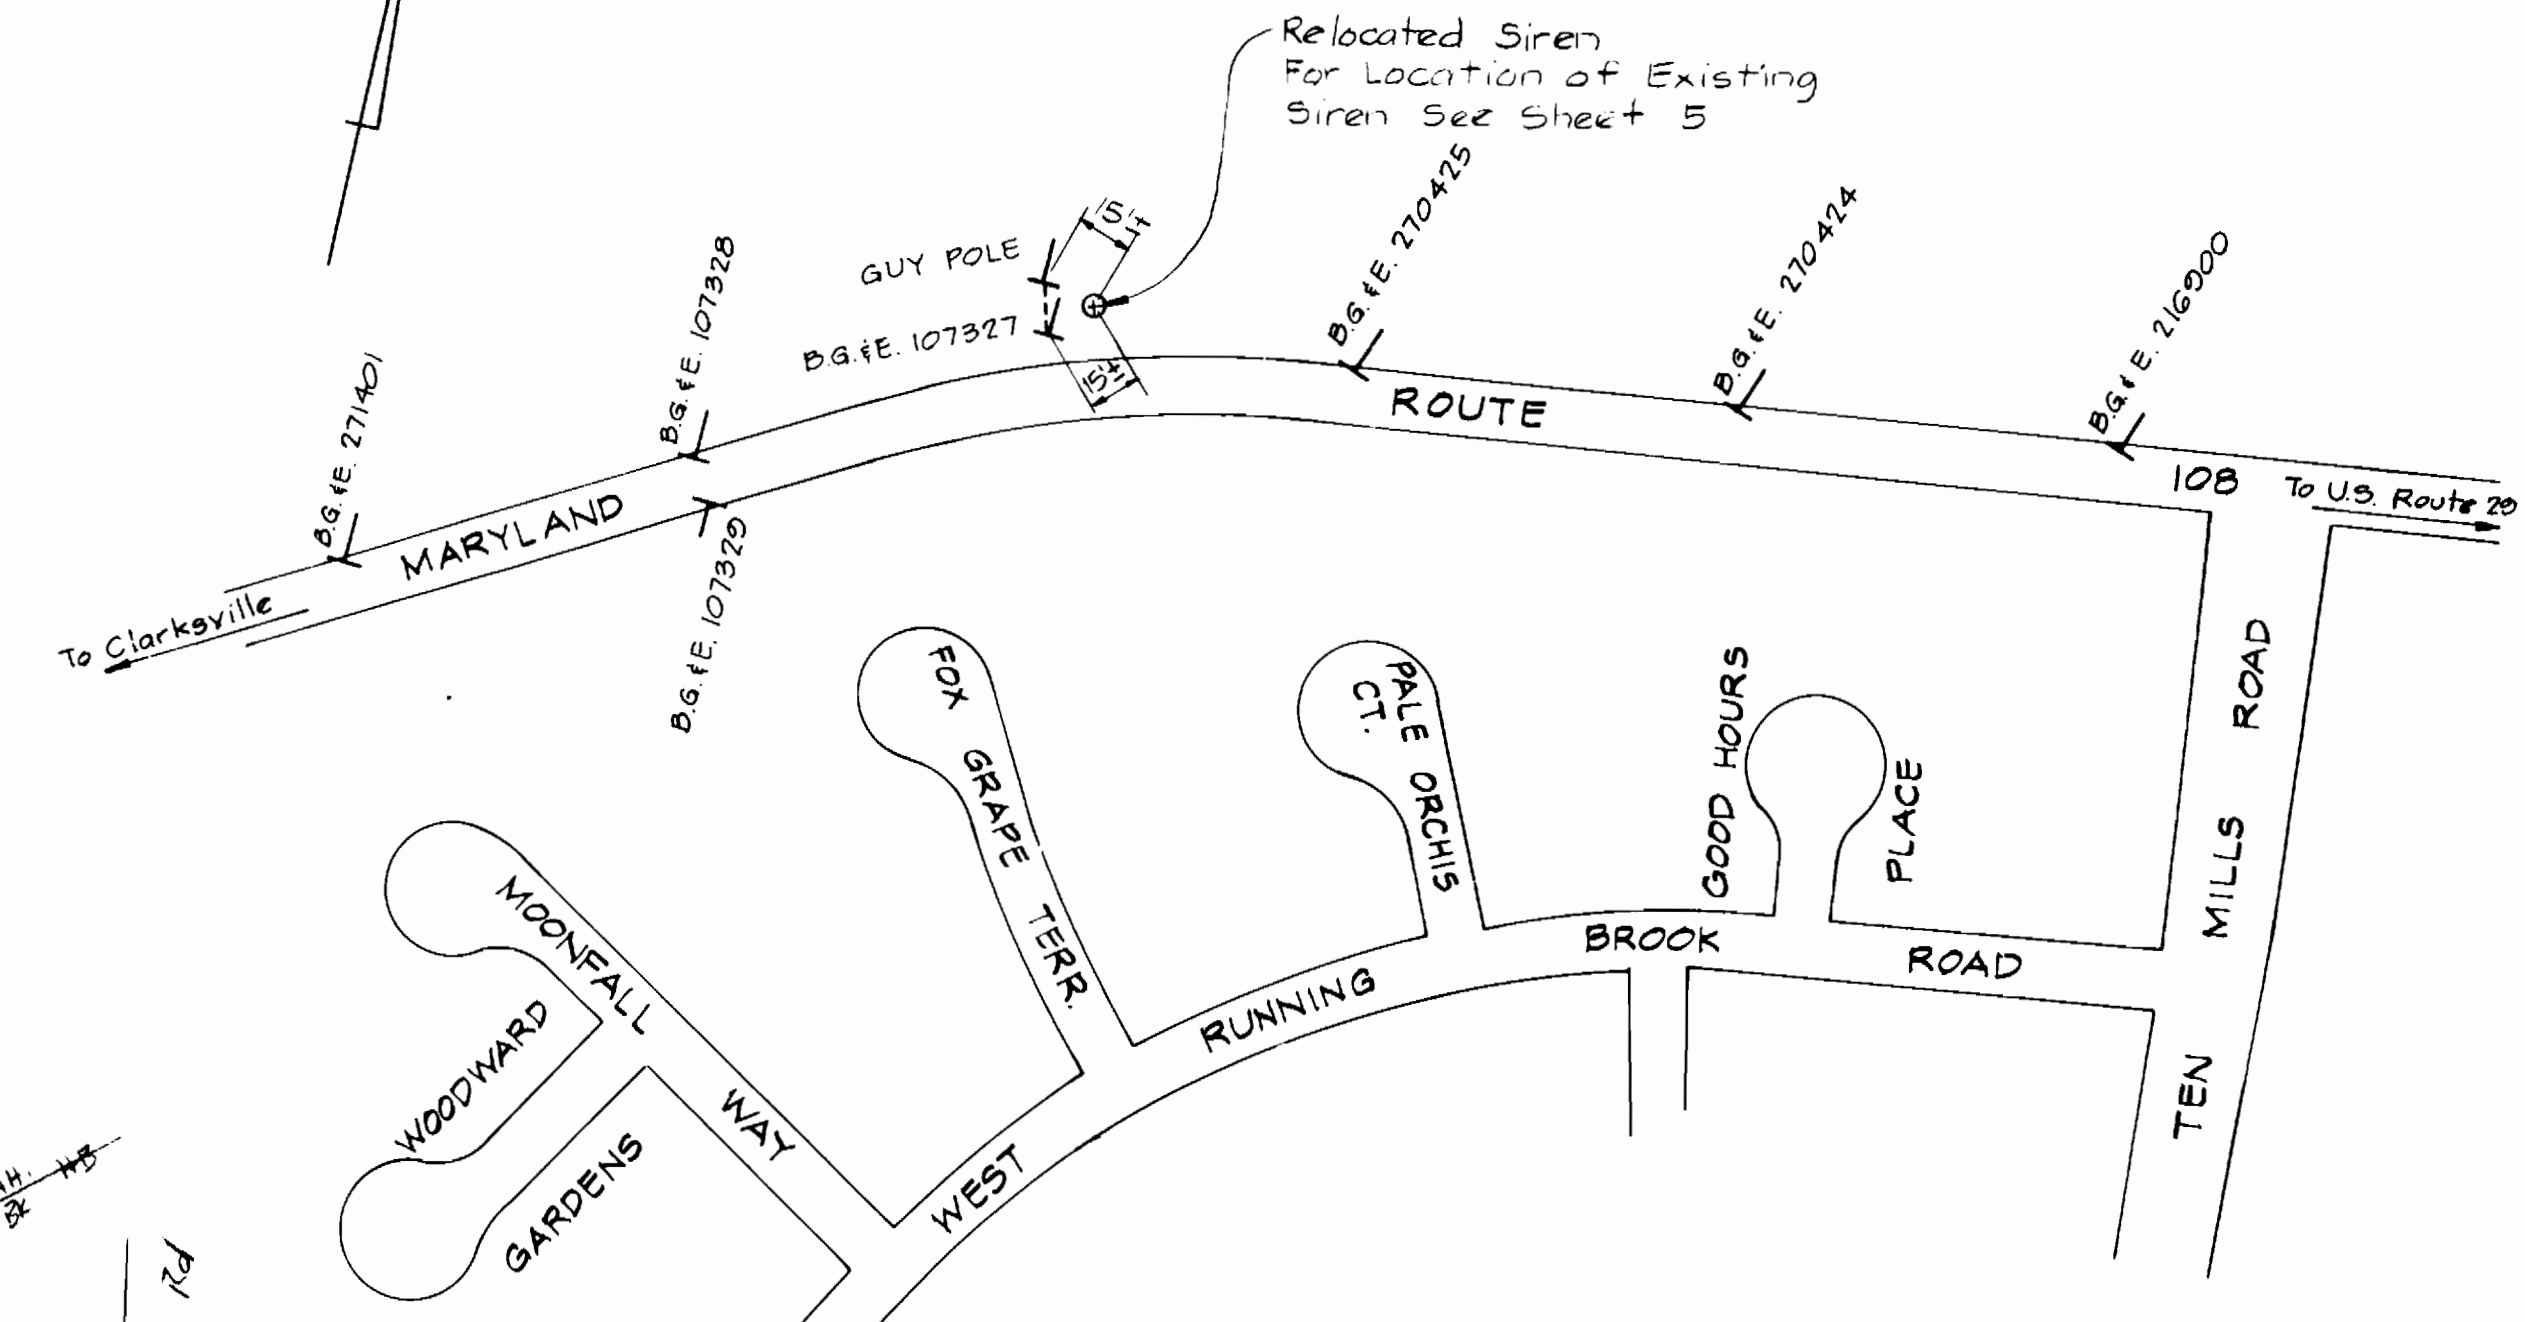 Relocated Siren
For Location of Existing
Siren See Sheet 5
GUY POLE
15'±
B.G.&E. 107327
15'±
B.G.&E. 271401
B.G.&E. 107328
B.G.&E. 270425
B.G.&E. 270424
B.G.&E. 216900
MARYLAND ROUTE 108
To U.S. Route 29
To Clarksville
B.G.&E. 107329
FOX GRAPE TERR.
PALE ORCHIS
CT.
GOOD HOURS
PLACE
TEN MILLS ROAD
MOONFALL WAY
WOODWARD
GARDENS
WEST RUNNING BROOK ROAD
Rd